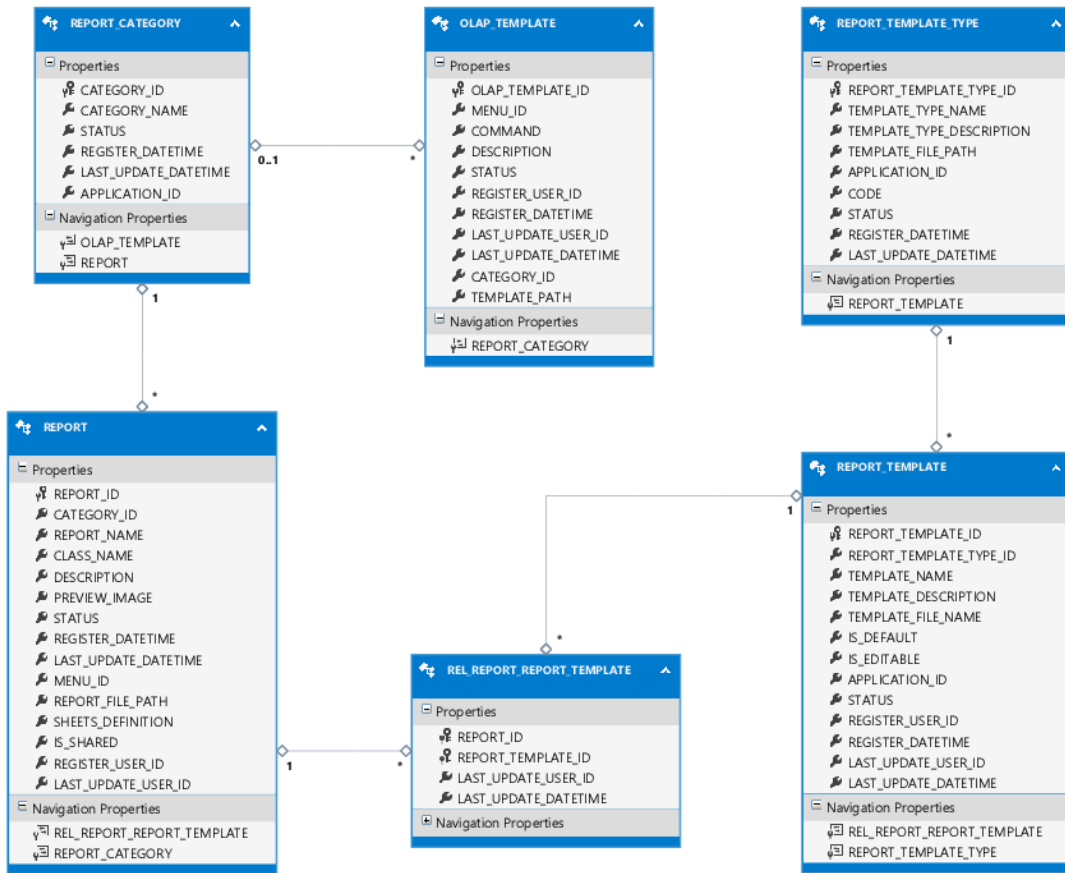 REPORT_CATEGORY
Properties
CATEGORY_ID
CATEGORY_NAME
STATUS
REGISTER_DATETIME
LAST_UPDATE_DATETIME
APPLICATION_ID
Navigation Properties
OLAP_TEMPLATE
REPORT
0..1
*
OLAP_TEMPLATE
Properties
OLAP_TEMPLATE_ID
MENU_ID
COMMAND
DESCRIPTION
STATUS
REGISTER_USER_ID
REGISTER_DATETIME
LAST_UPDATE_USER_ID
LAST_UPDATE_DATETIME
CATEGORY_ID
TEMPLATE_PATH
Navigation Properties
REPORT_CATEGORY
REPORT_TEMPLATE_TYPE
Properties
REPORT_TEMPLATE_TYPE_ID
TEMPLATE_TYPE_NAME
TEMPLATE_TYPE_DESCRIPTION
TEMPLATE_FILE_PATH
APPLICATION_ID
CODE
STATUS
REGISTER_DATETIME
LAST_UPDATE_DATETIME
Navigation Properties
REPORT_TEMPLATE
1
*
1
*
REPORT
Properties
REPORT_ID
CATEGORY_ID
REPORT_NAME
CLASS_NAME
DESCRIPTION
PREVIEW_IMAGE
STATUS
REGISTER_DATETIME
LAST_UPDATE_DATETIME
MENU_ID
REPORT_FILE_PATH
SHEETS_DEFINITION
IS_SHARED
REGISTER_USER_ID
LAST_UPDATE_USER_ID
Navigation Properties
REL_REPORT_REPORT_TEMPLATE
REPORT_CATEGORY
1
*
*
REL_REPORT_REPORT_TEMPLATE
Properties
REPORT_ID
REPORT_TEMPLATE_ID
LAST_UPDATE_USER_ID
LAST_UPDATE_DATETIME
Navigation Properties
1
REPORT_TEMPLATE
Properties
REPORT_TEMPLATE_ID
REPORT_TEMPLATE_TYPE_ID
TEMPLATE_NAME
TEMPLATE_DESCRIPTION
TEMPLATE_FILE_NAME
IS_DEFAULT
IS_EDITABLE
APPLICATION_ID
STATUS
REGISTER_USER_ID
REGISTER_DATETIME
LAST_UPDATE_USER_ID
LAST_UPDATE_DATETIME
Navigation Properties
REL_REPORT_REPORT_TEMPLATE
REPORT_TEMPLATE_TYPE